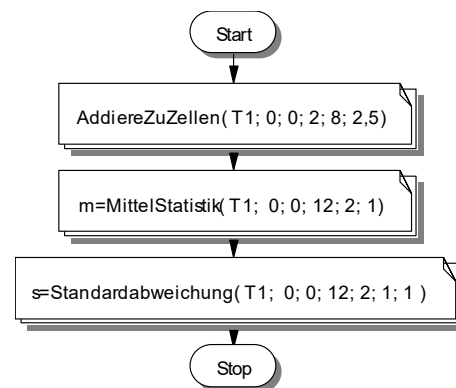 Start
AddiereZuZellen( T1; 0; 0; 2; 8; 2,5)
m=MittelStatistik( T1; 0; 0; 12; 2; 1)
s=Standardabweichung( T1; 0; 0; 12; 2; 1; 1 )
Stop